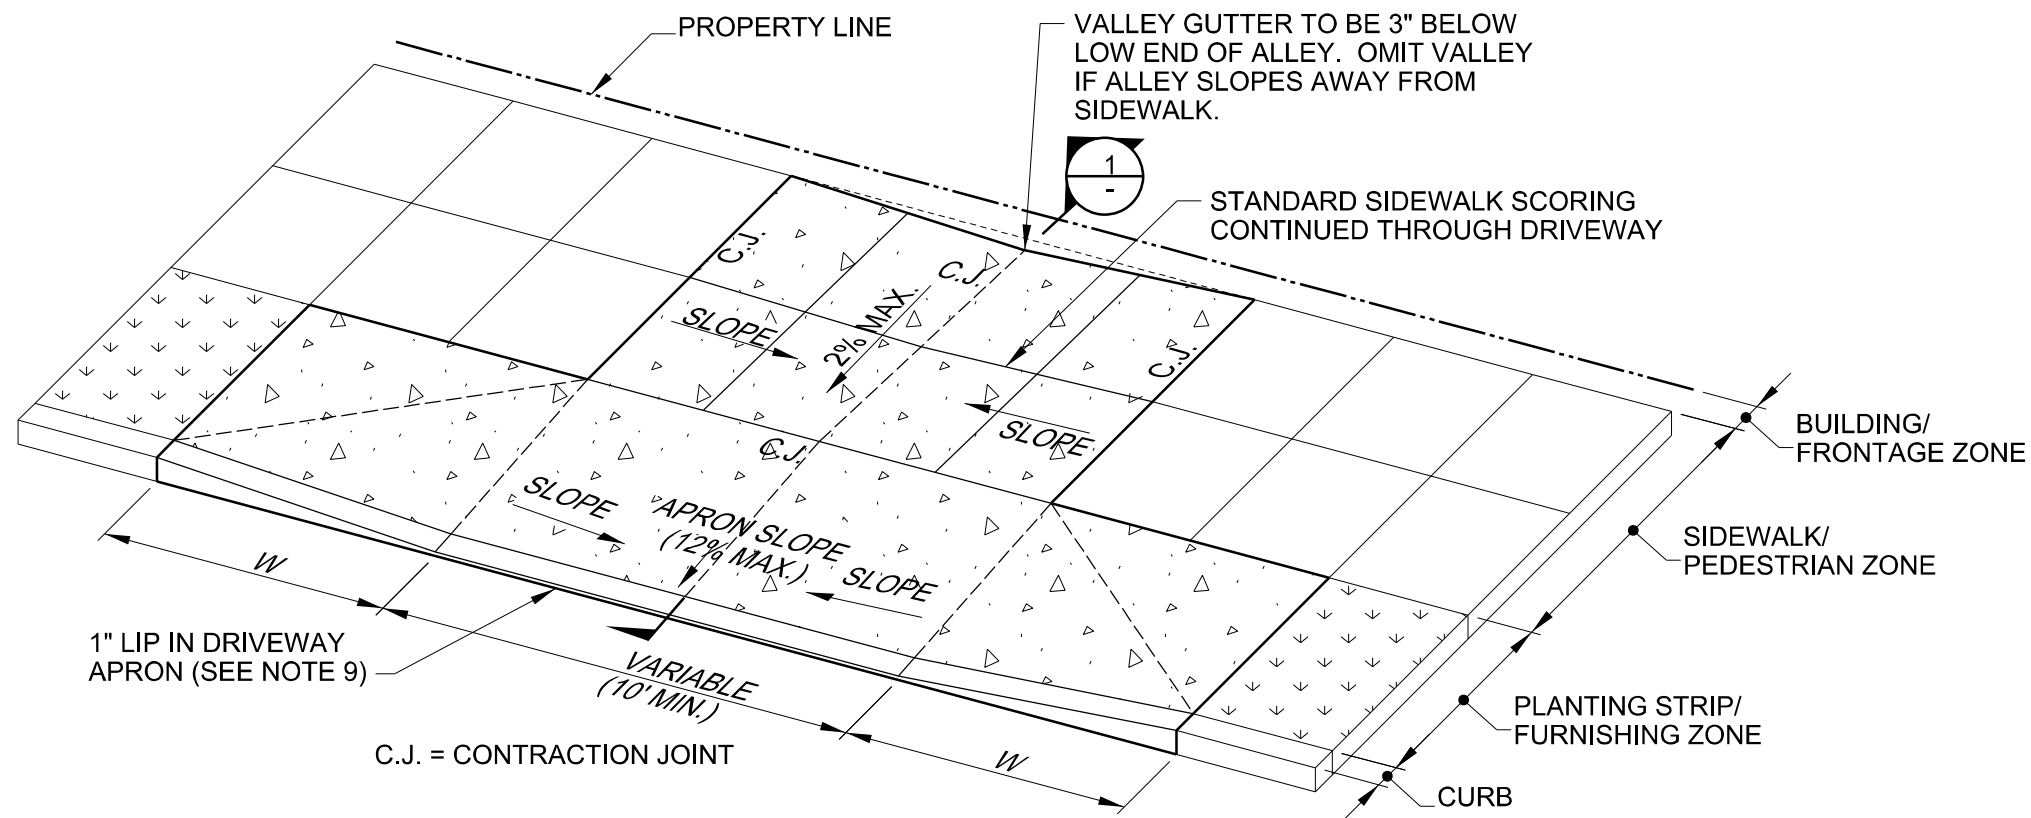 PROPERTY LINE
VALLEY GUTTER TO BE 3" BELOW
LOW END OF ALLEY. OMIT VALLEY
IF ALLEY SLOPES AWAY FROM
SIDEWALK.
1
-
STANDARD SIDEWALK SCORING
CONTINUED THROUGH DRIVEWAY
C.J.
C.J.
2% MAX.
SLOPE
C.J.
SLOPE
BUILDING/
FRONTAGE ZONE
C.J.
SLOPE
APRON SLOPE
(12% MAX.)
SLOPE
SIDEWALK/
PEDESTRIAN ZONE
W
1" LIP IN DRIVEWAY
APRON (SEE NOTE 9)
VARIABLE
(10' MIN.)
PLANTING STRIP/
FURNISHING ZONE
C.J. = CONTRACTION JOINT
W
CURB